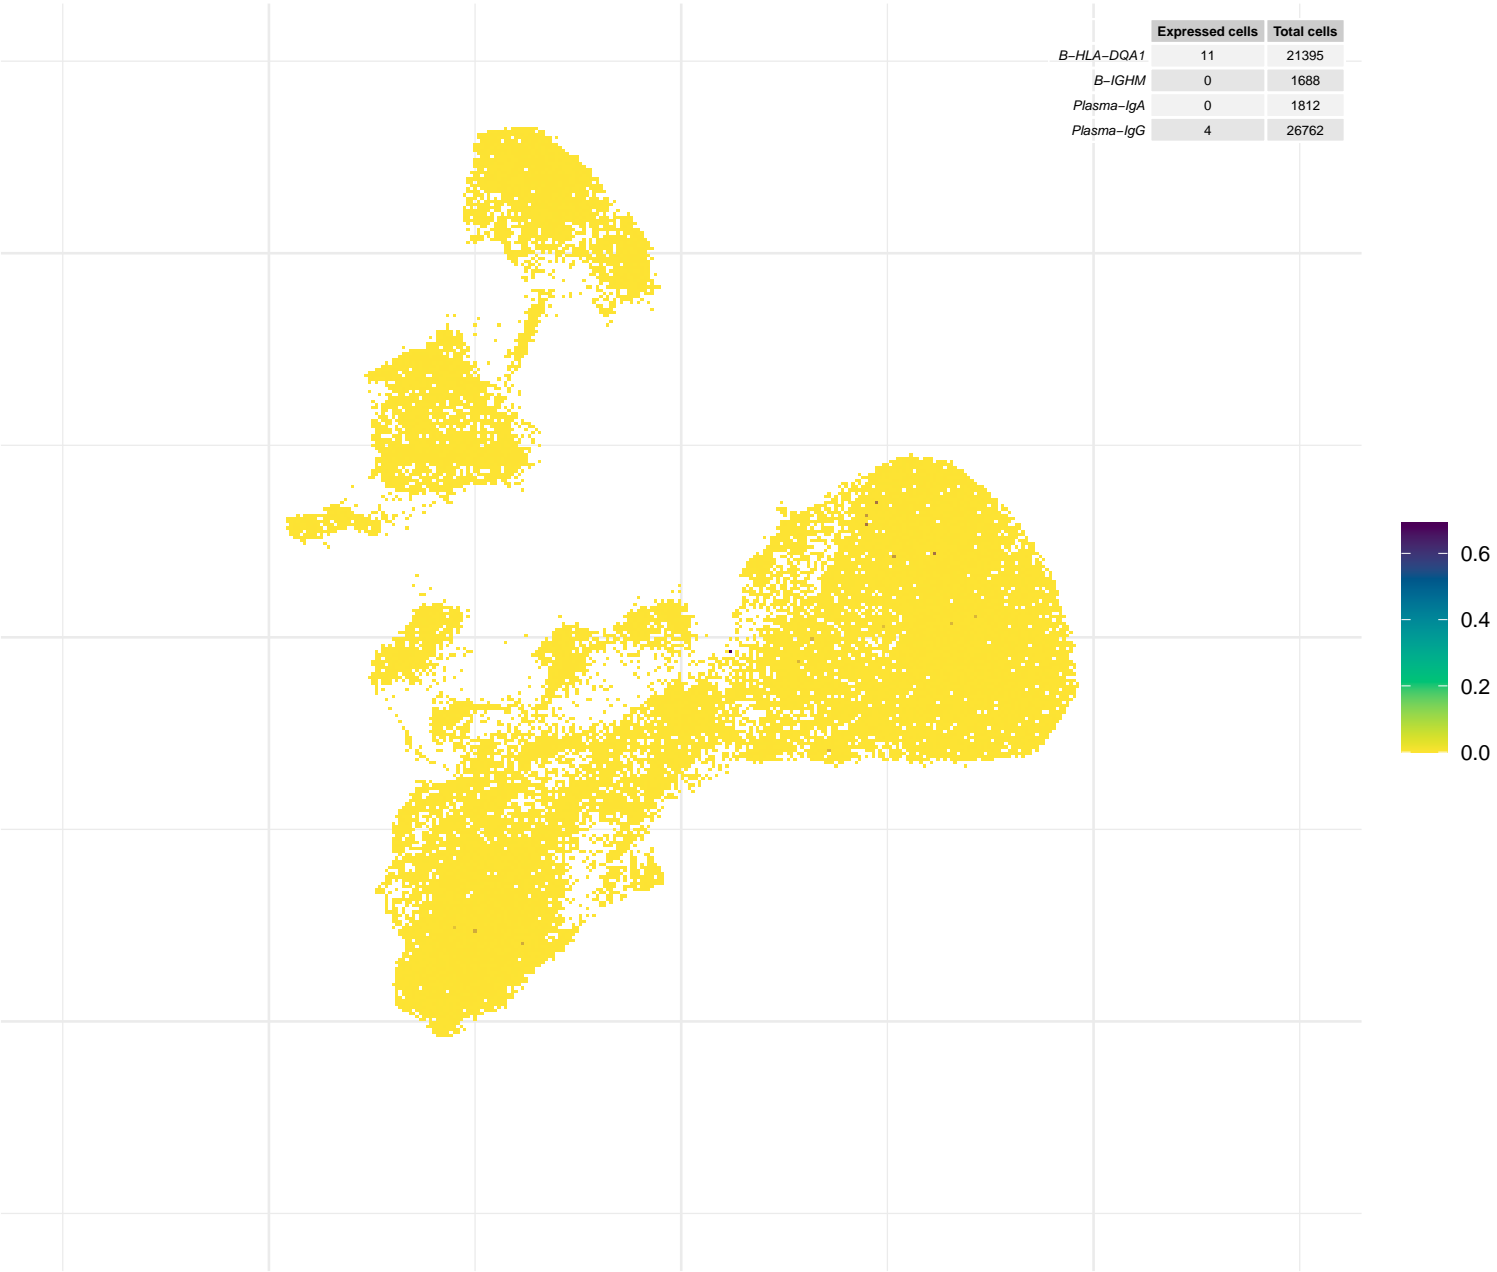 Expressed cells Total cells
B−HLA−DQA1 11 21395
B−IGHM 0 1688
Plasma−IgA 0 1812
Plasma−IgG 4 26762
0.6
0.4
0.2
0.0